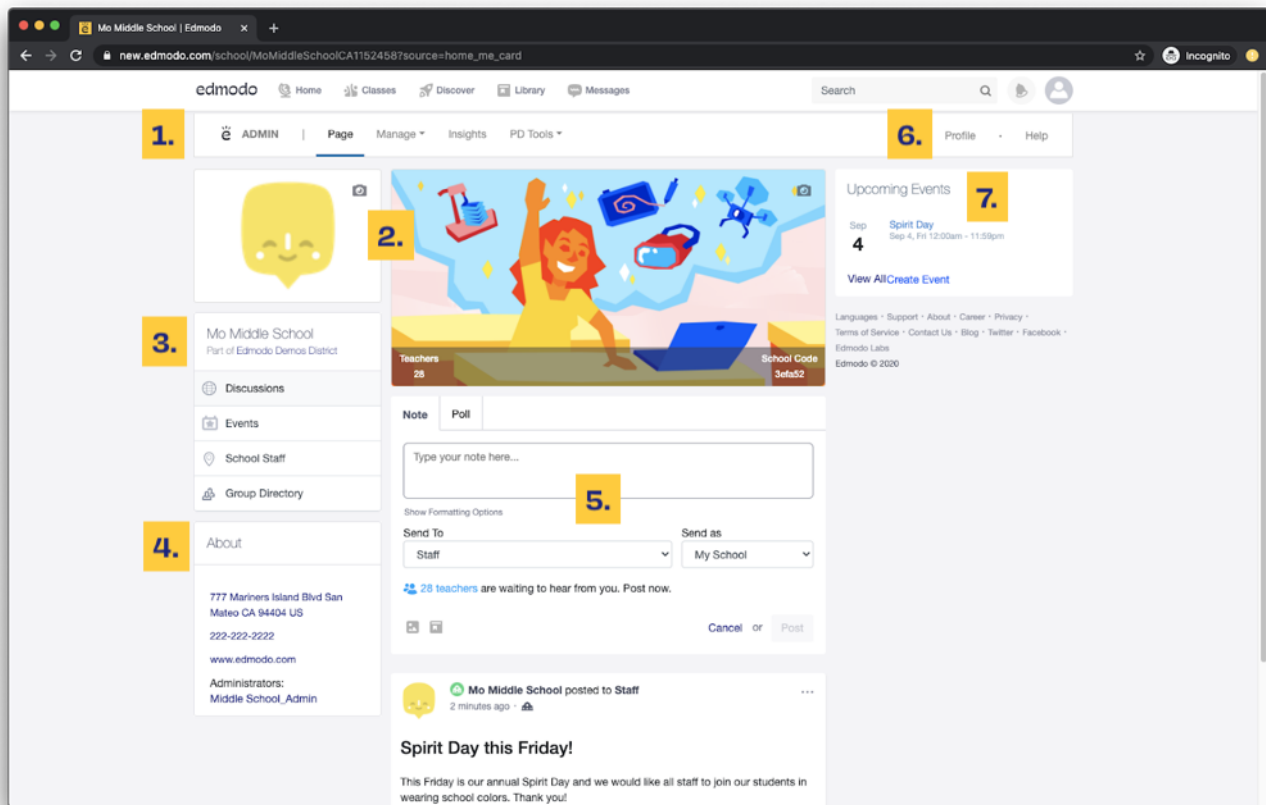 Mo Middle School | Edmodo
new.edmodo.com/school/MoMiddleSchoolCA1152458?source=home_me_card
Incognito
edmodo
Home
Classes
Discover
Library
Messages
Search
1.
ë ADMIN | Page Manage Insights PD Tools
6.
Profile · Help
2.
Teachers
28
School Code
3efa52
Upcoming Events
7.
Sep
4
Spirit Day
Sep 4, Fri 12:00am - 11:59pm
View AllCreate Event
Languages · Support · About · Career · Privacy ·
Terms of Service · Contact Us · Blog · Twitter · Facebook ·
Edmodo Labs
Edmodo © 2020
3.
Mo Middle School
Part of Edmodo Demos District
Discussions
Events
School Staff
Group Directory
4.
About
777 Mariners Island Blvd San
Mateo CA 94404 US
222-222-2222
www.edmodo.com
Administrators:
Middle School_Admin
Note
Poll
Type your note here...
5.
Show Formatting Options
Send To
Staff
Send as
My School
28 teachers are waiting to hear from you. Post now.
Cancel or Post
Mo Middle School posted to Staff
2 minutes ago ·
Spirit Day this Friday!
This Friday is our annual Spirit Day and we would like all staff to join our students in
wearing school colors. Thank you!